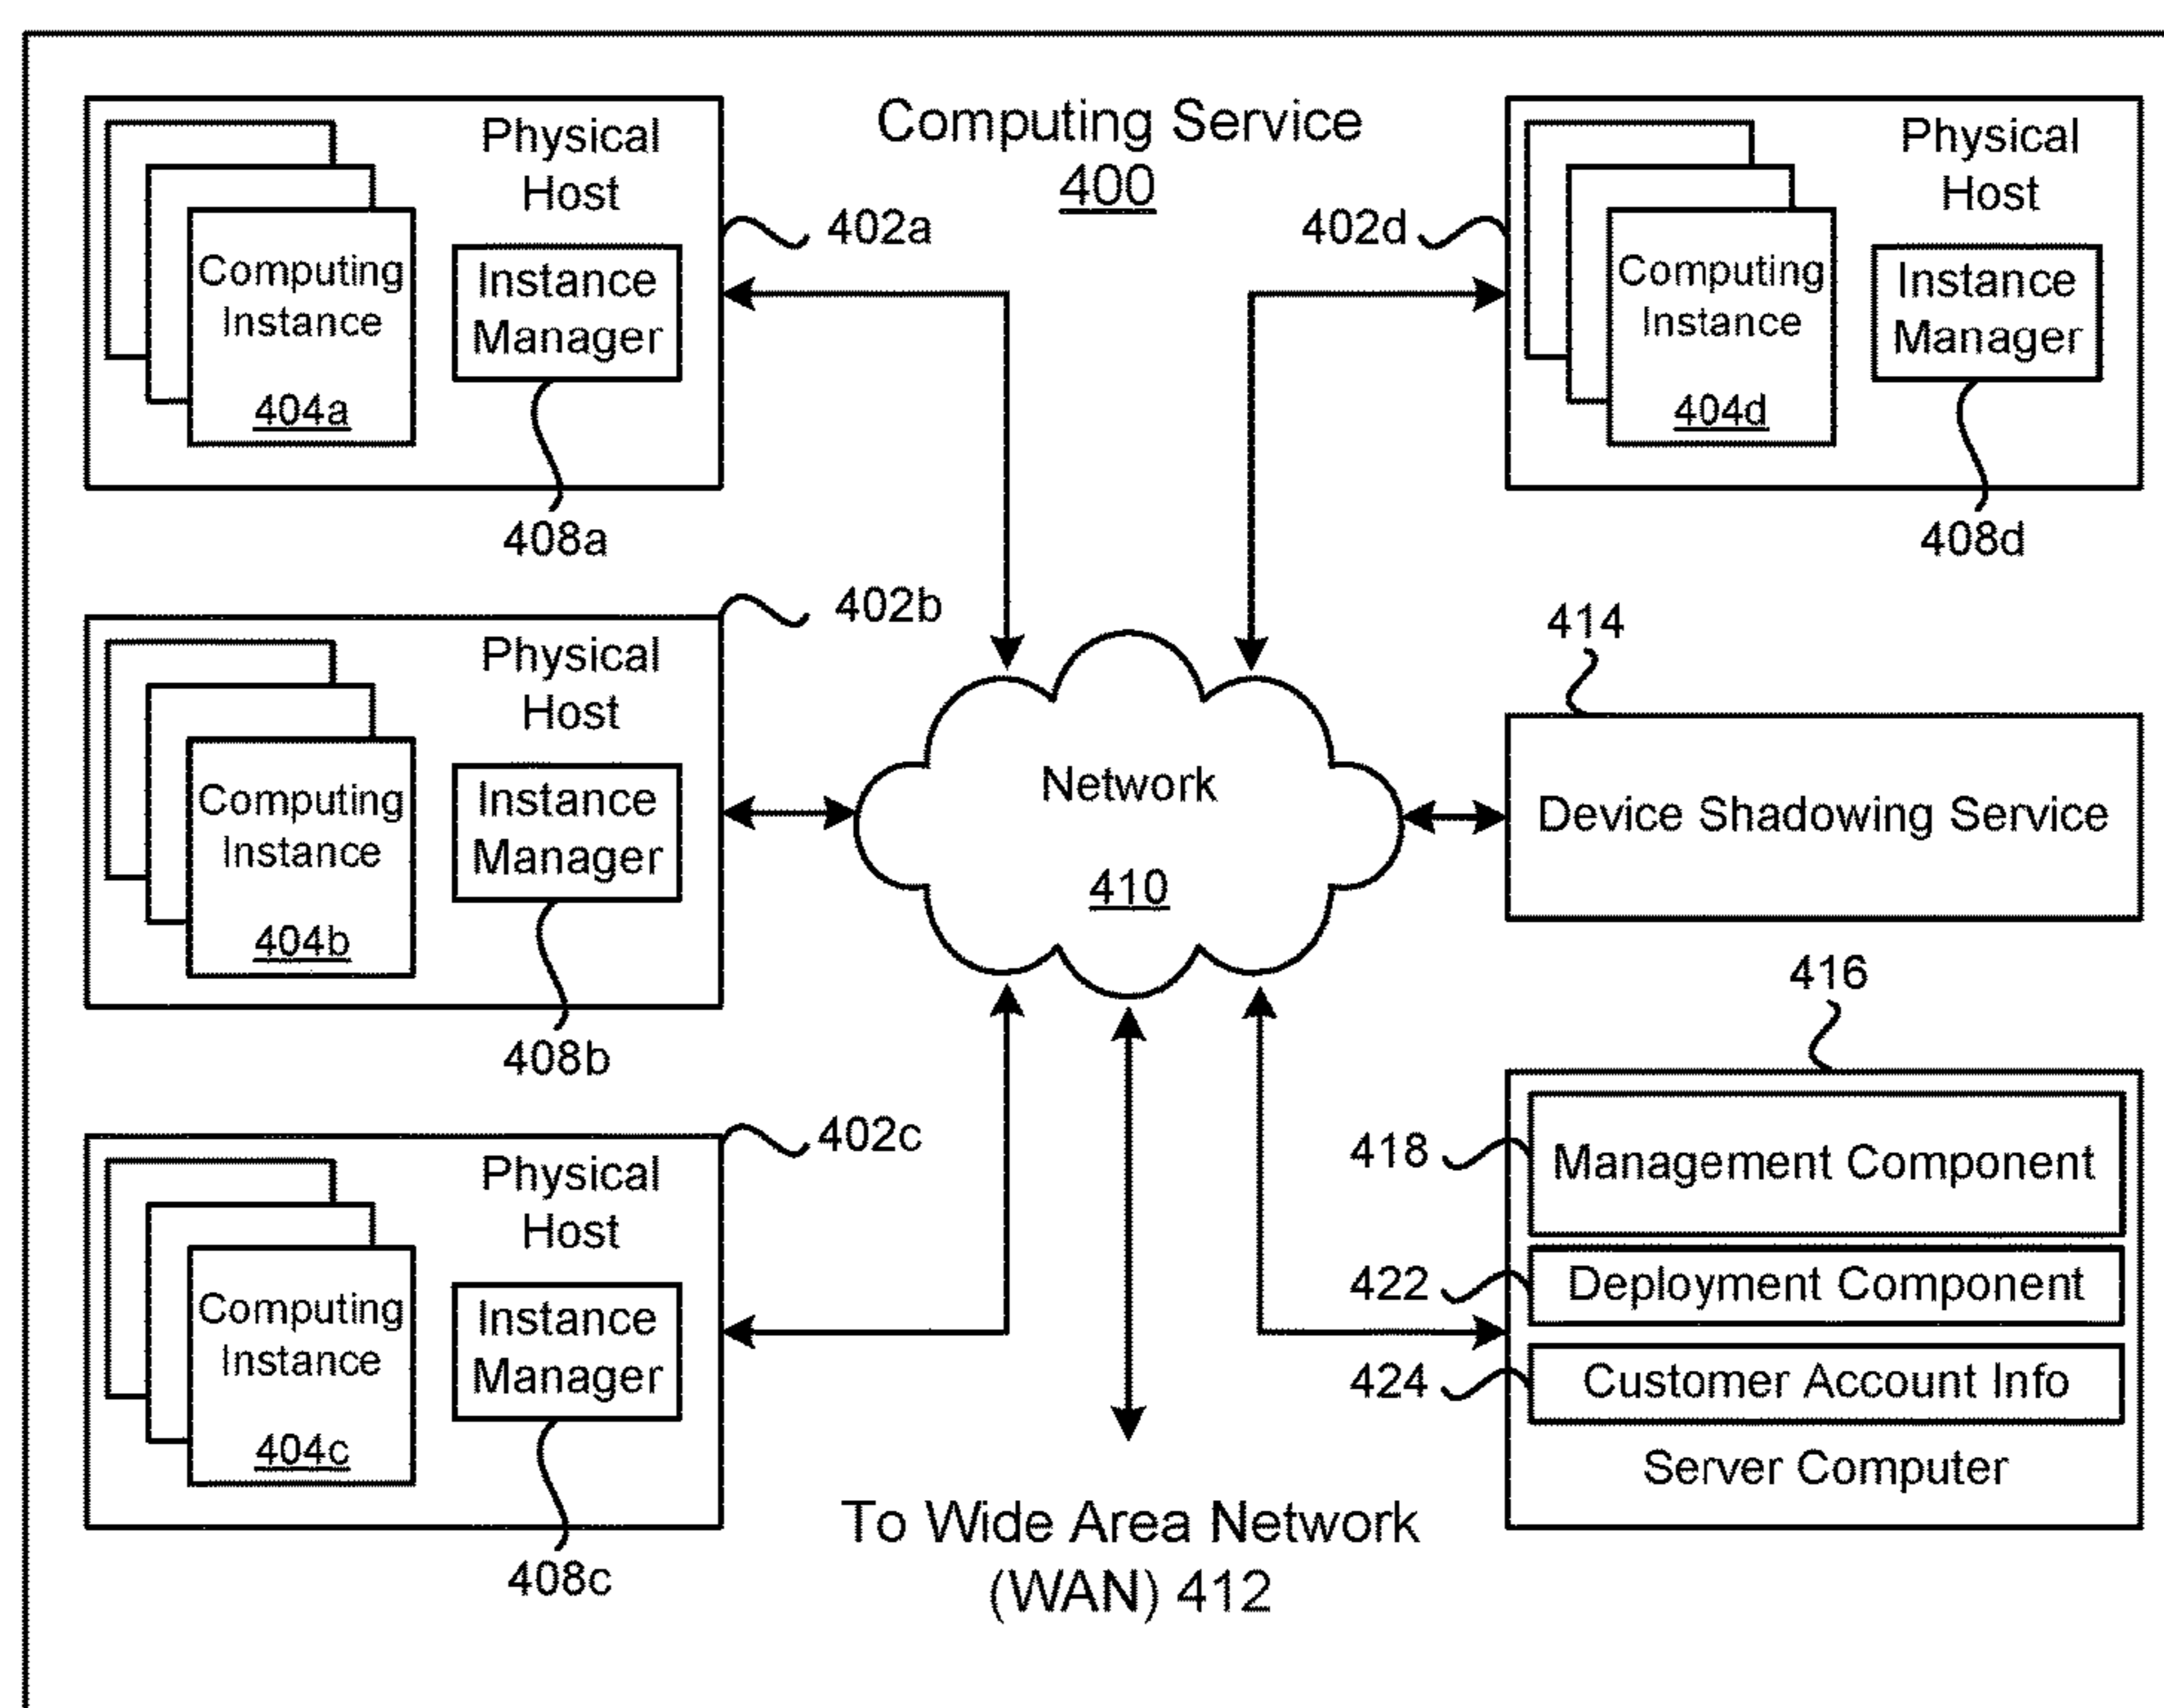 Computing Service
400
Physical
Host
402a
Computing
Instance
404a
Instance
Manager
408a
Physical
Host
402d
Computing
Instance
404d
Instance
Manager
408d
402b
Physical
Host
Computing
Instance
404b
Instance
Manager
408b
Network
410
414
Device Shadowing Service
402c
Physical
Host
Computing
Instance
404c
Instance
Manager
408c
416
418
Management Component
422
Deployment Component
424
Customer Account Info
Server Computer
To Wide Area Network
(WAN) 412